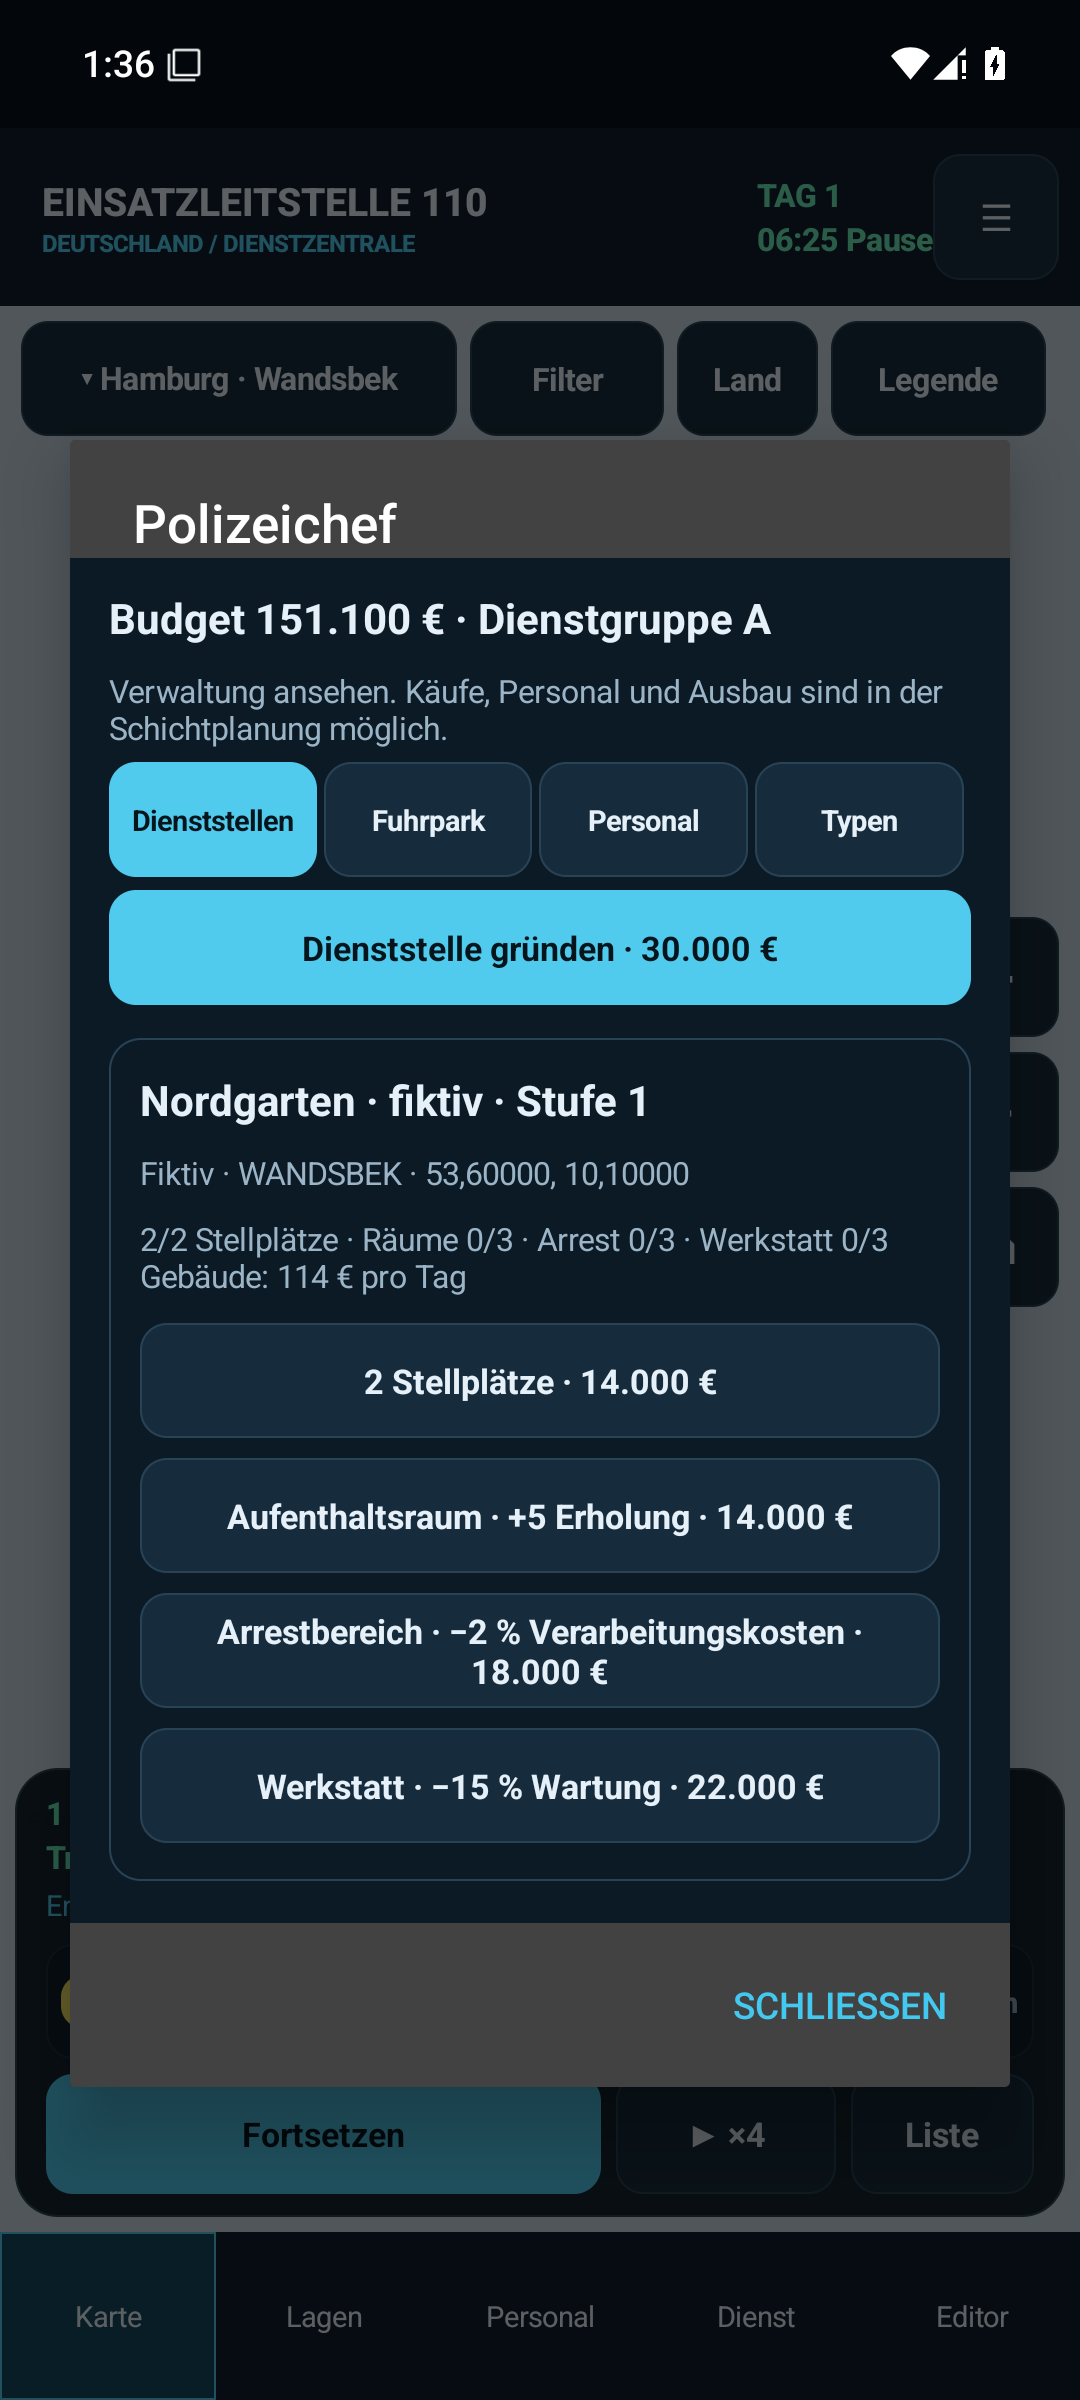 1:36
EINSATZLEITSTELLE 110
DEUTSCHLAND / DIENSTZENTRALE
TAG 1
06:25 Pause
▾ Hamburg · Wandsbek
Filter
Land
Legende
Polizeichef
Budget 151.100 € · Dienstgruppe A
Verwaltung ansehen. Käufe, Personal und Ausbau sind in der
Schichtplanung möglich.
Dienststellen
Fuhrpark
Personal
Typen
Dienststelle gründen · 30.000 €
Nordgarten · fiktiv · Stufe 1
Fiktiv · WANDSBEK · 53,60000, 10,10000
2/2 Stellplätze · Räume 0/3 · Arrest 0/3 · Werkstatt 0/3
Gebäude: 114 € pro Tag
2 Stellplätze · 14.000 €
Aufenthaltsraum · +5 Erholung · 14.000 €
Arrestbereich · −2 % Verarbeitungskosten ·
18.000 €
Werkstatt · −15 % Wartung · 22.000 €
1
SCHLIESSEN
Fortsetzen
▶ ×4
Liste
Karte
Lagen
Personal
Dienst
Editor